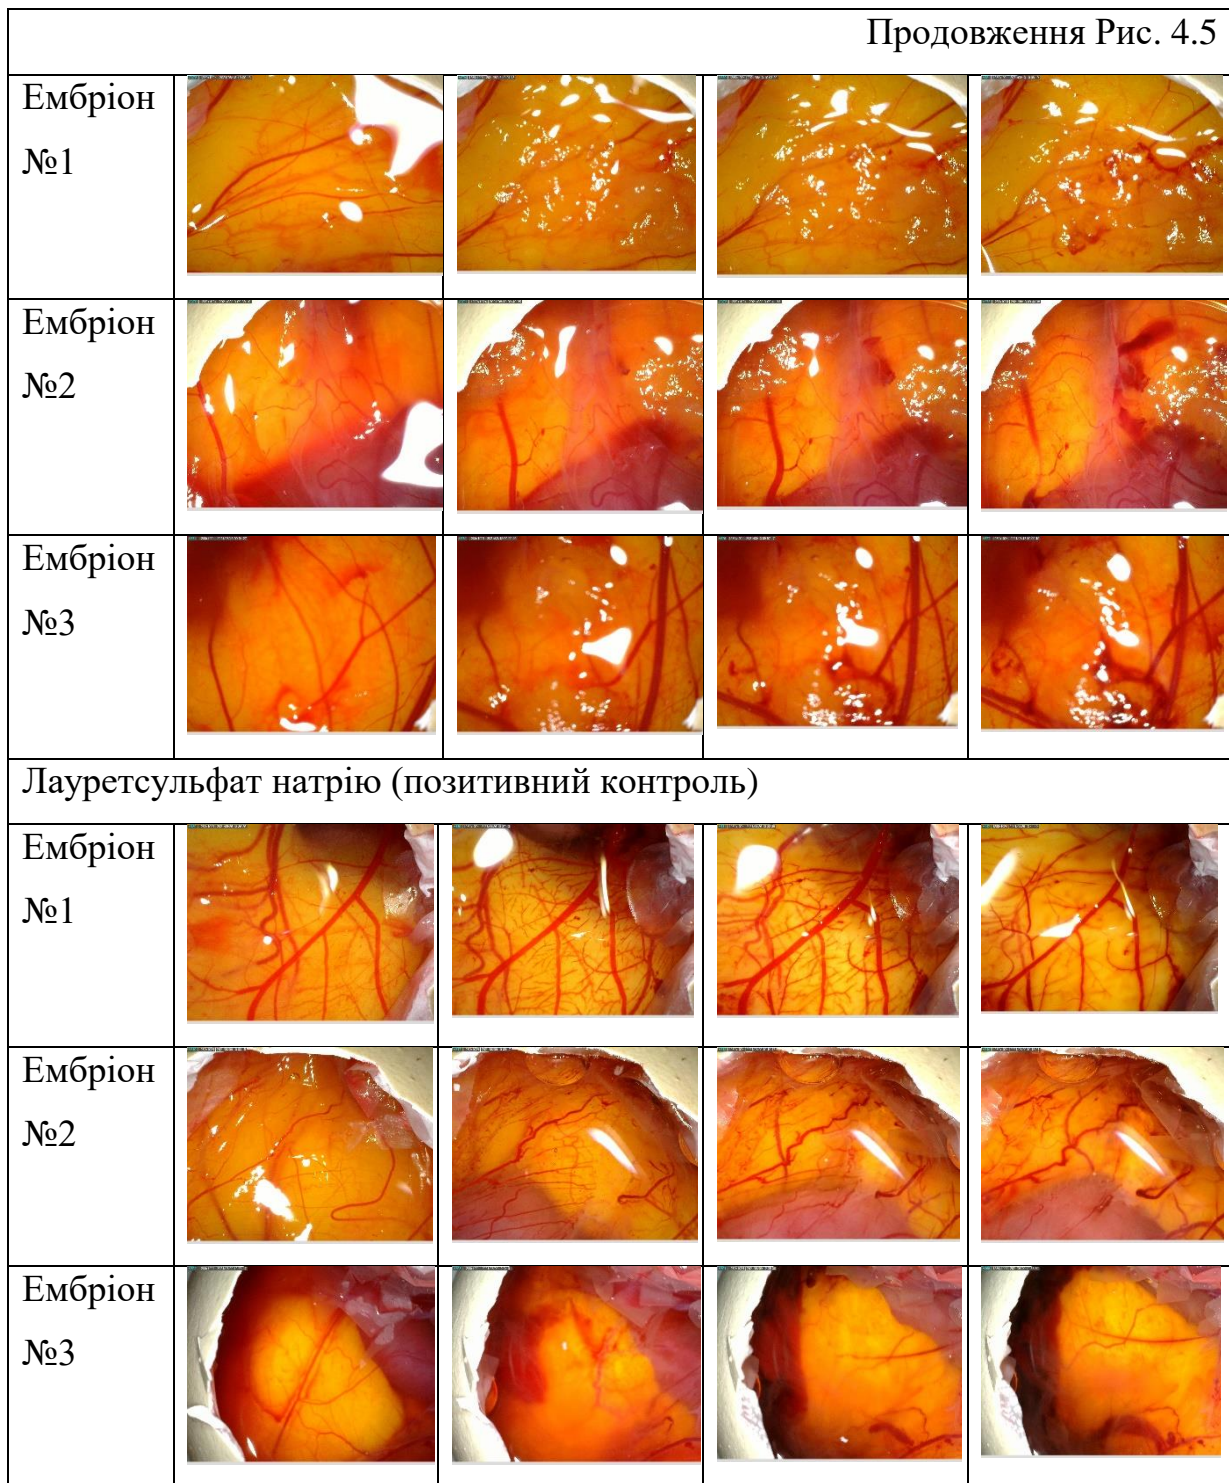 Продовження Рис. 4.5
Ембріон
№1
Ембріон
№2
Ембріон
№3
Лауретсульфат натрію (позитивний контроль)
Ембріон
№1
Ембріон
№2
Ембріон
№3